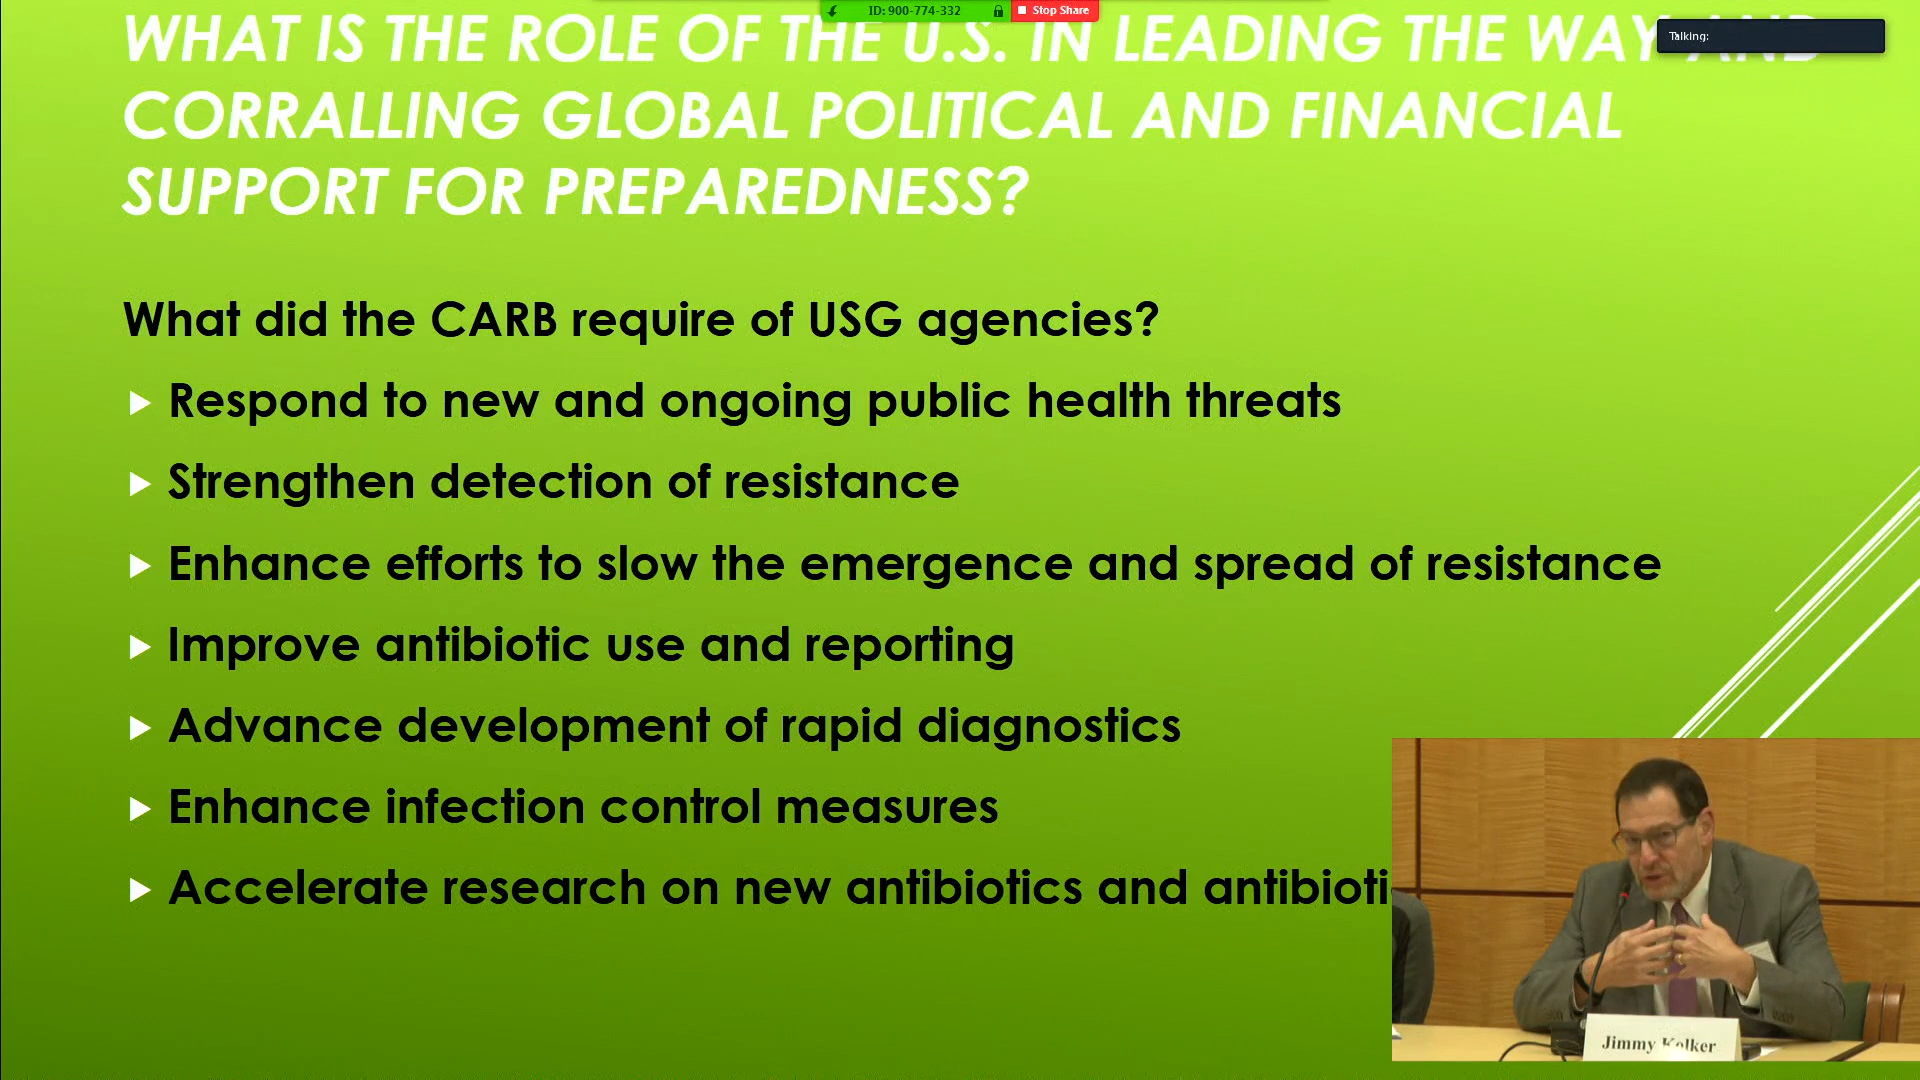 ID: 900-774-332
Stop Share
Talking:
WHAT IS THE ROLE OF THE U.S. IN LEADING THE WAY AND
CORRALLING GLOBAL POLITICAL AND FINANCIAL
SUPPORT FOR PREPAREDNESS?
What did the CARB require of USG agencies?
Respond to new and ongoing public health threats
Strengthen detection of resistance
Enhance efforts to slow the emergence and spread of resistance
Improve antibiotic use and reporting
Advance development of rapid diagnostics
Enhance infection control measures
Accelerate research on new antibiotics and antibioti
Jimmy Kolker